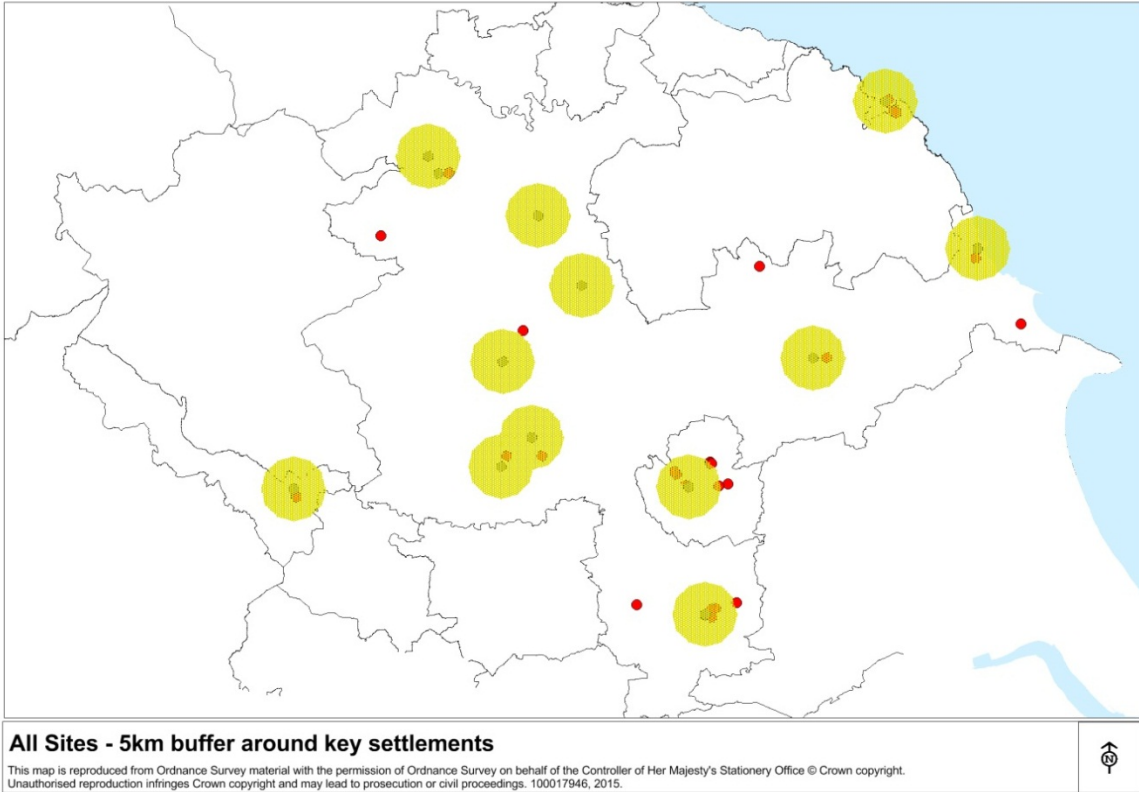 All Sites - 5km buffer around key settlements
This map is reproduced from Ordnance Survey material with the permission of Ordnance Survey on behalf of the Controller of Her Majesty's Stationery Office © Crown copyright.
Unauthorised reproduction infringes Crown copyright and may lead to prosecution or civil proceedings. 100017946, 2015.
N